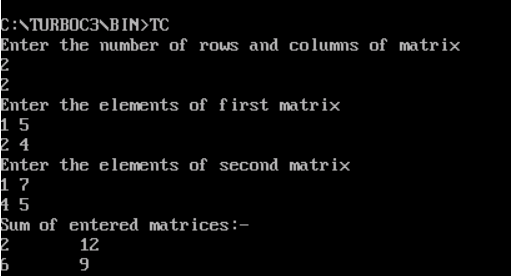 C:\TURBOC3\BIN>TC
Enter the number of rows and columns of matrix
2
2
Enter the elements of first matrix
1 5
2 4
Enter the elements of second matrix
1 7
4 5
Sum of entered matrices:-
2 12
6 9